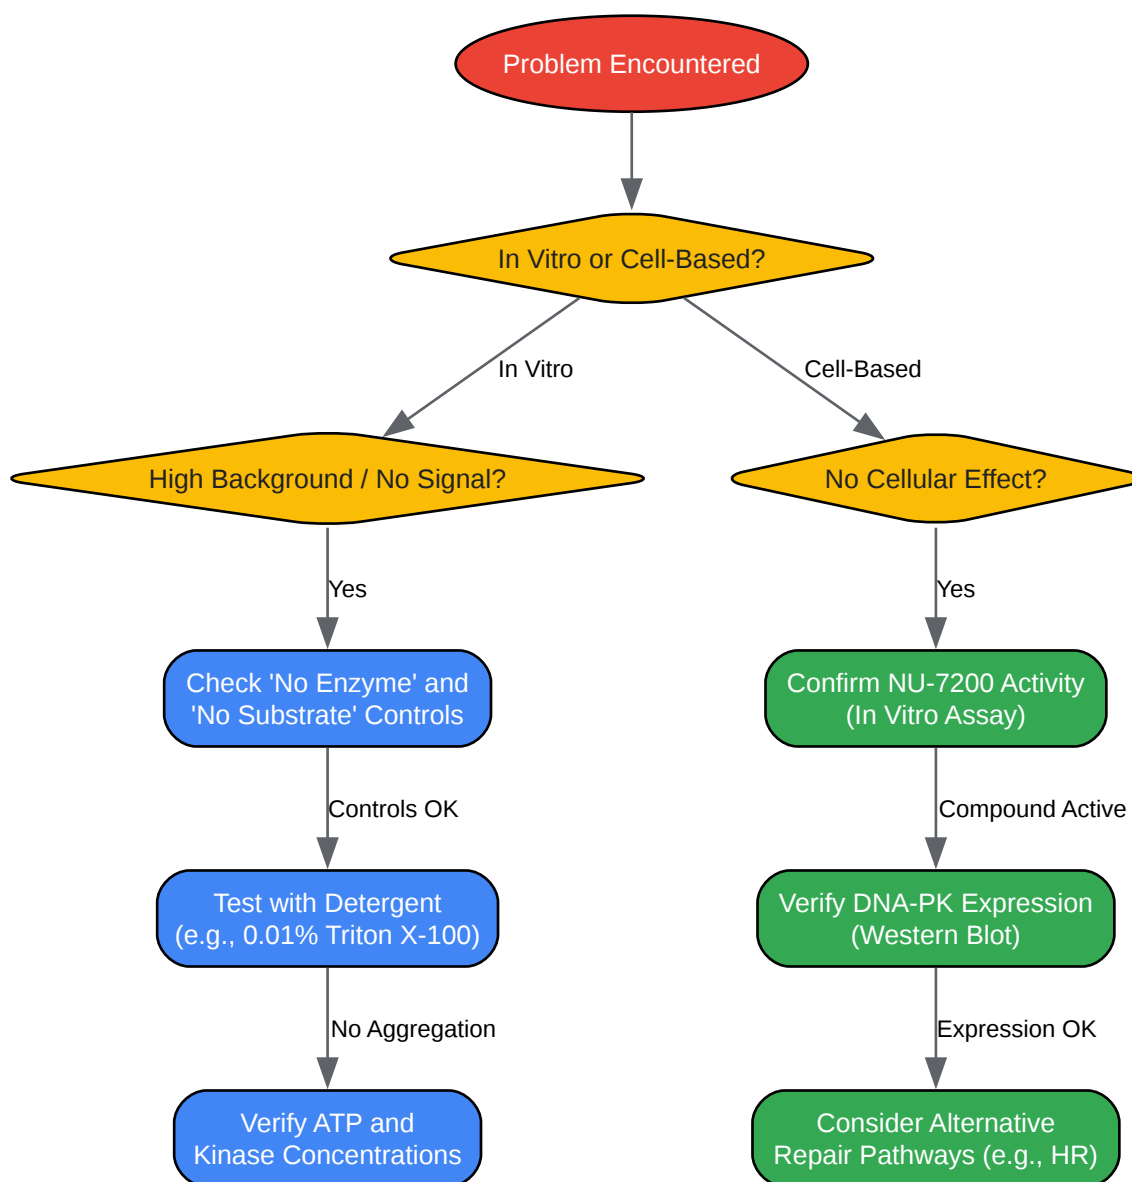 Problem Encountered
In Vitro or Cell-Based?
In Vitro
Cell-Based
High Background / No Signal?
No Cellular Effect?
Yes
Yes
Check 'No Enzyme' and
'No Substrate' Controls
Confirm NU-7200 Activity
(In Vitro Assay)
Controls OK
Compound Active
Test with Detergent
(e.g., 0.01% Triton X-100)
Verify DNA-PK Expression
(Western Blot)
No Aggregation
Expression OK
Verify ATP and
Kinase Concentrations
Consider Alternative
Repair Pathways (e.g., HR)